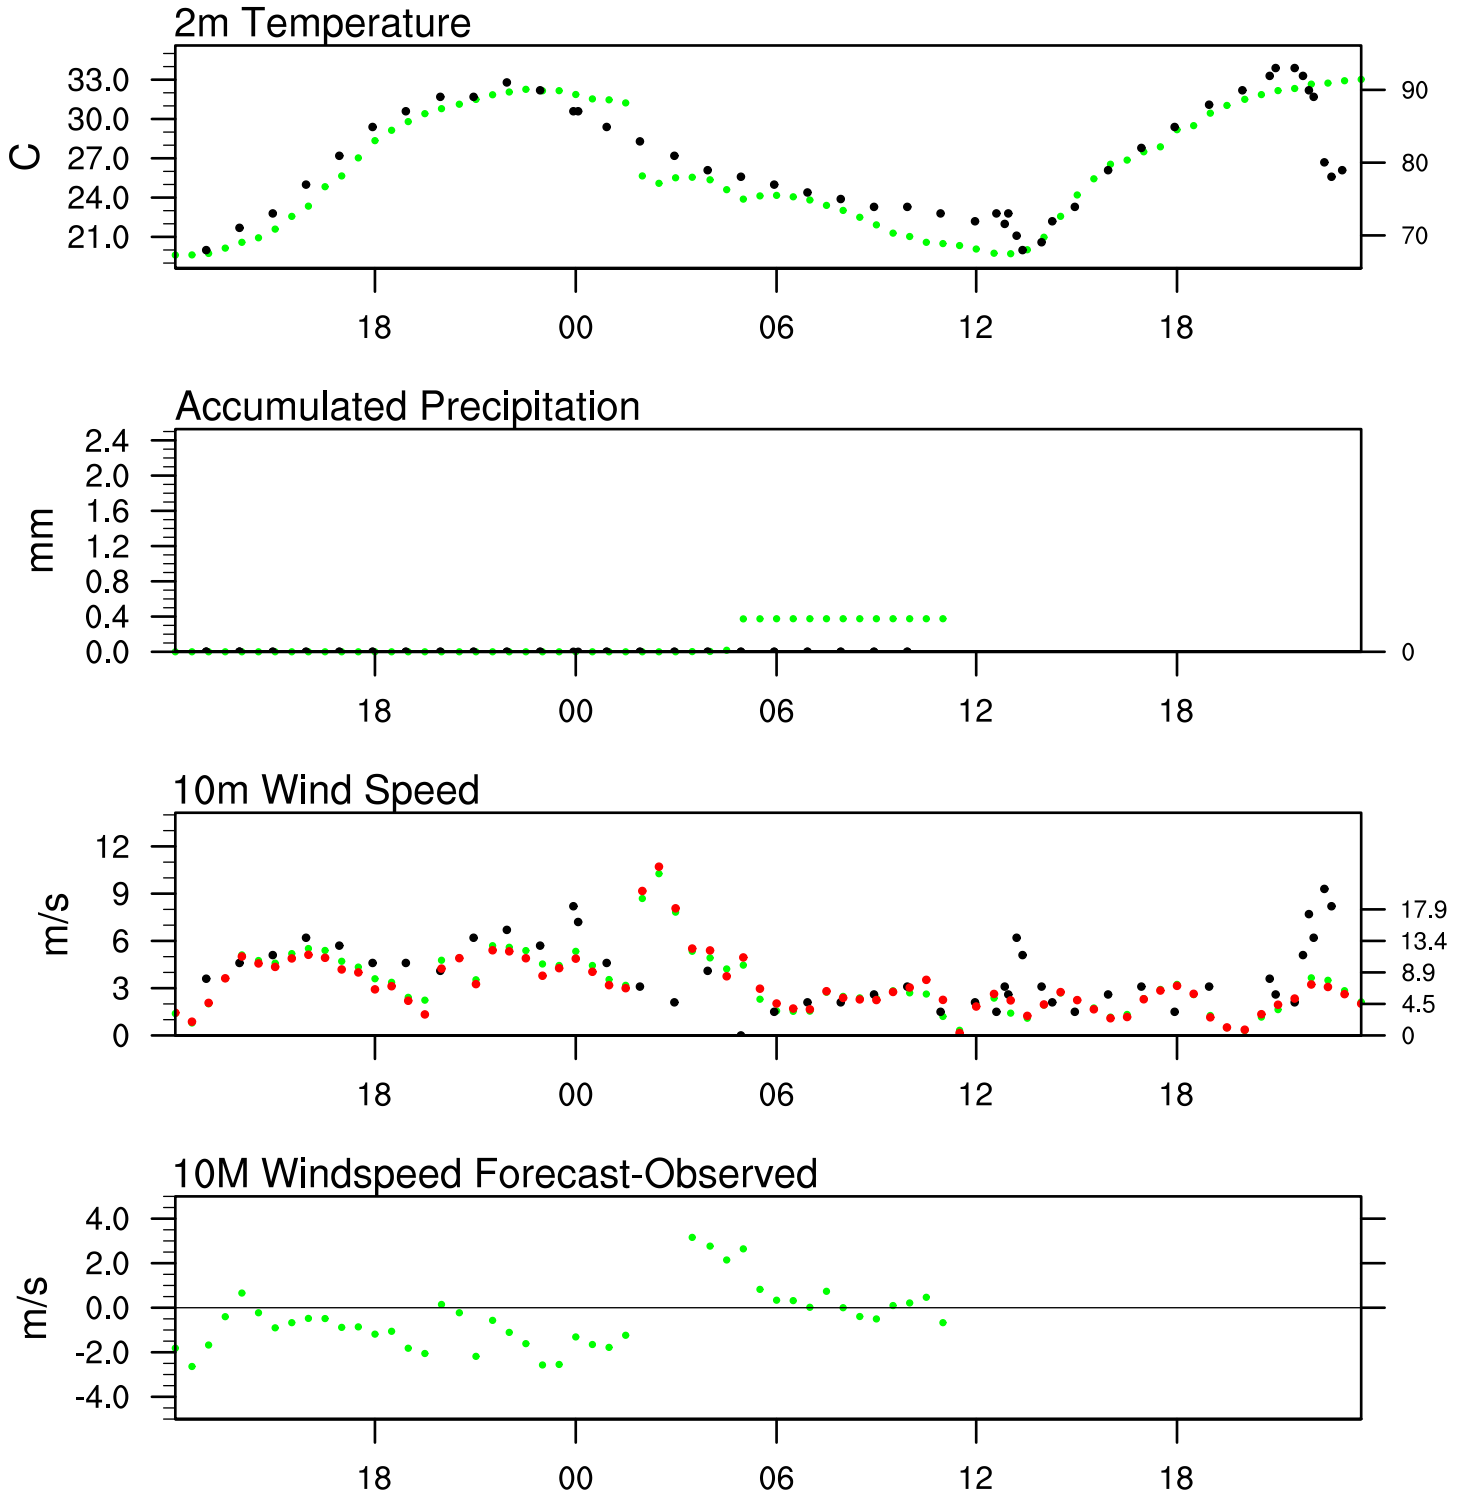 2m Temperature
33.0
30.0
27.0
24.0
21.0
C
90
80
70
18 00 06 12 18
Accumulated Precipitation
2.4
2.0
1.6
1.2
0.8
0.4
0.0
mm
0
18 00 06 12 18
10m Wind Speed
12
9
6
3
0
m/s
17.9
13.4
8.9
4.5
0
18 00 06 12 18
10M Windspeed Forecast-Observed
4.0
2.0
0.0
-2.0
-4.0
m/s
18 00 06 12 18